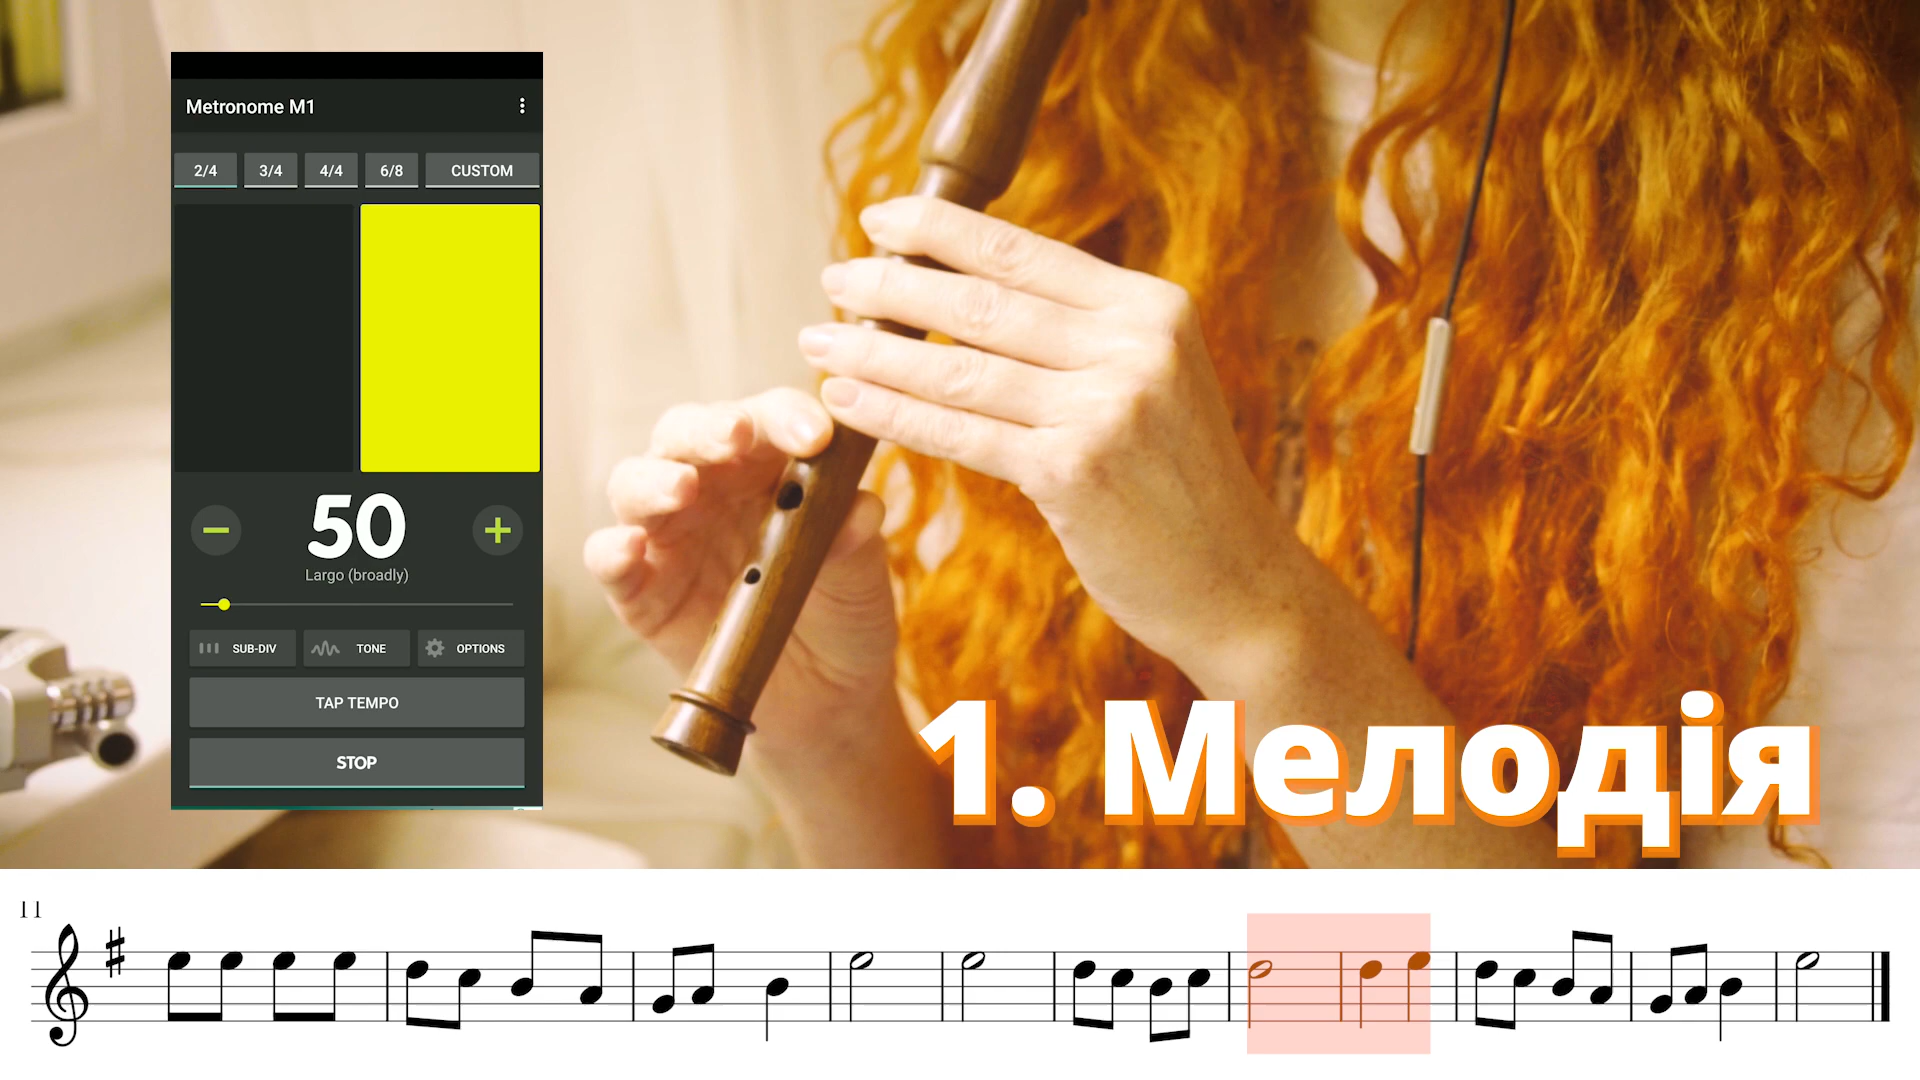 Metronome M1
2/4 3/4 4/4 6/8 CUSTOM
50
Largo (broadly)
SUB-DIV TONE OPTIONS
TAP TEMPO
STOP
1. Мелодія
11